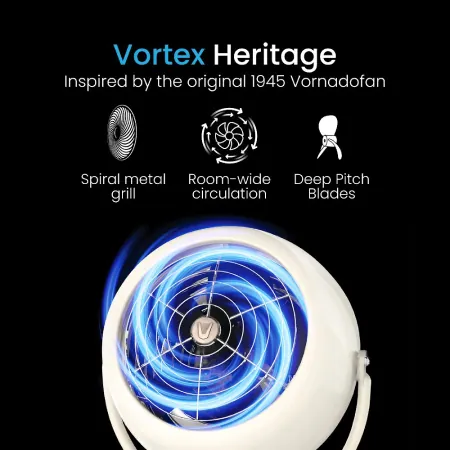 Vortex Heritage
Inspired by the original 1945 Vornadofan
Spiral metal
grill
Room-wide
circulation
Deep Pitch
Blades